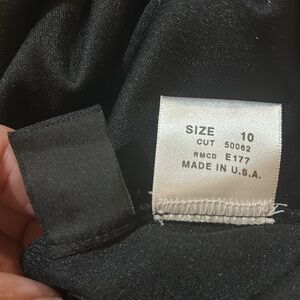 SIZE 10
CUT 50062
RMCD E177
MADE IN U.S.A.